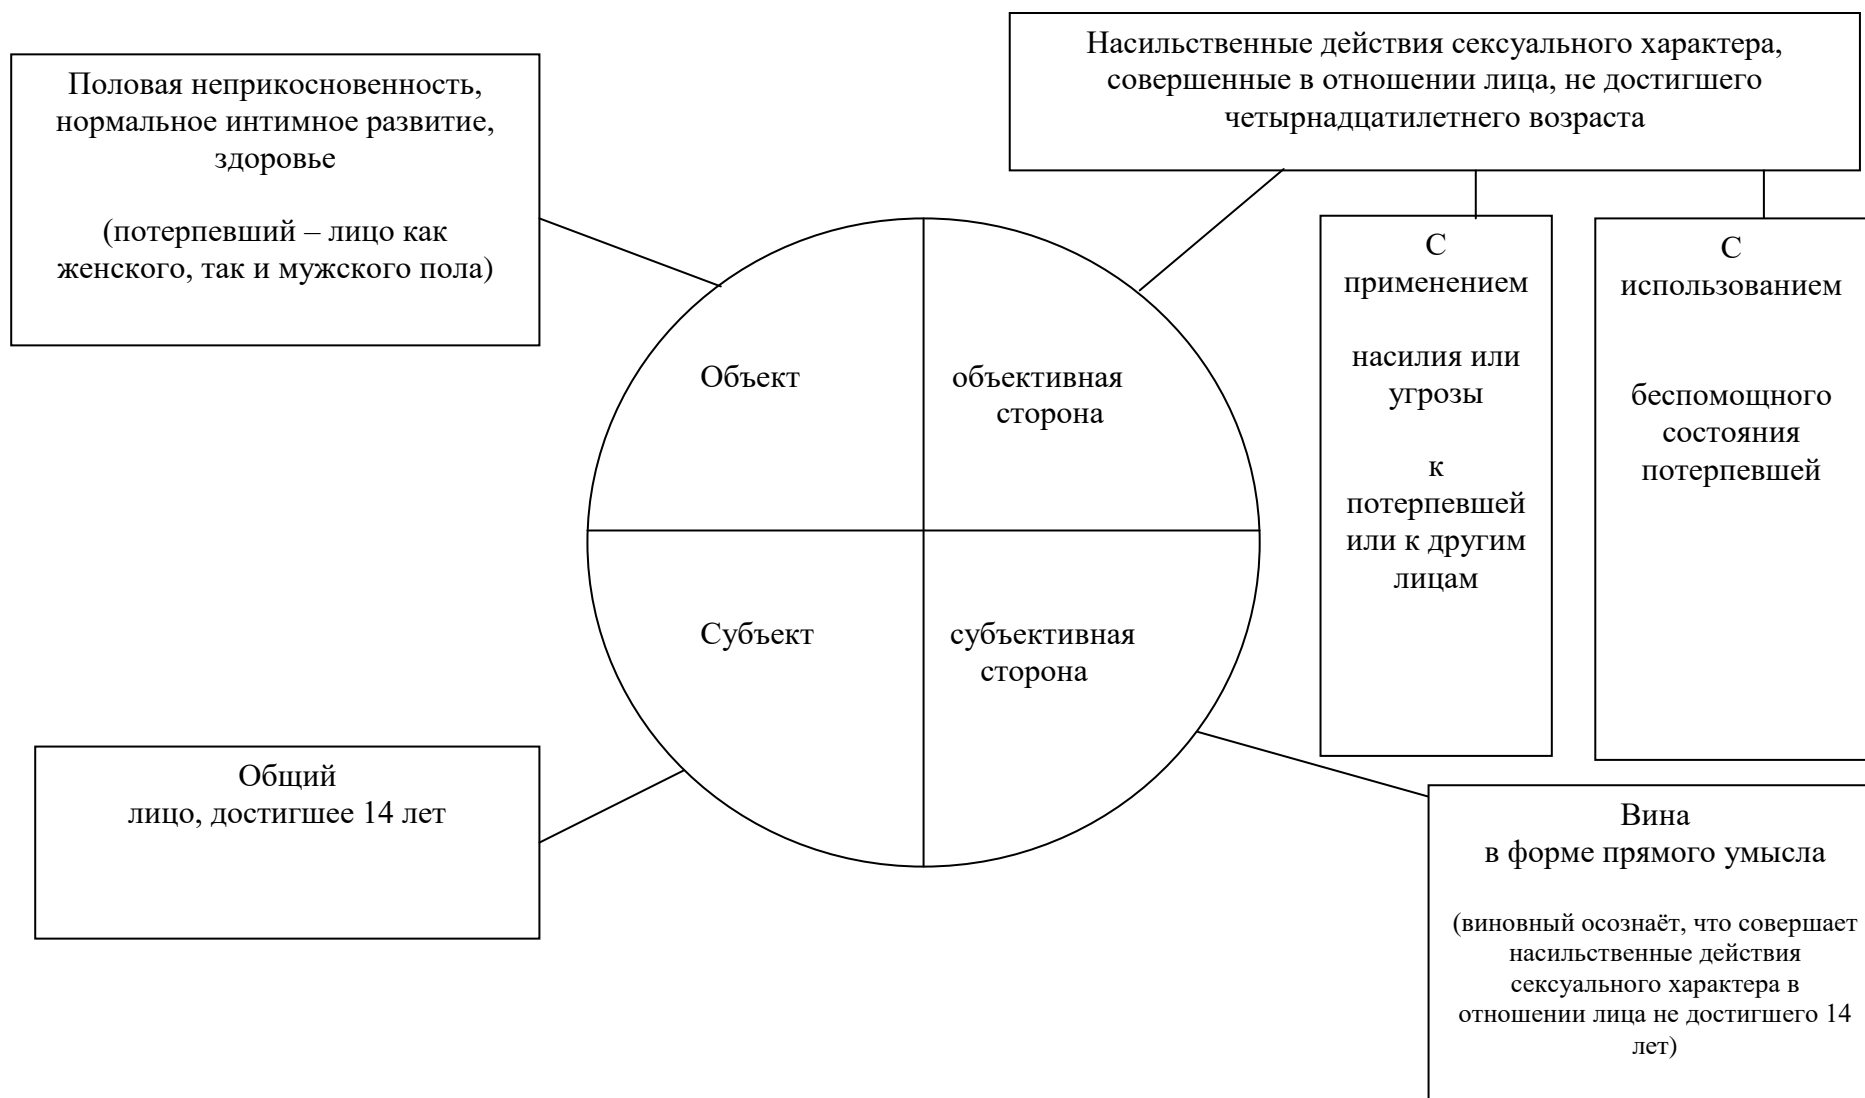 Половая неприкосновенность,
нормальное интимное развитие,
здоровье
(потерпевший – лицо как
женского, так и мужского пола)
Насильственные действия сексуального характера,
совершенные в отношении лица, не достигшего
четырнадцатилетнего возраста
С
применением
насилия или
угрозы
к
потерпевшей
или к другим
лицам
С
использованием
беспомощного
состояния
потерпевшей
Объект
объективная
сторона
Субъект
субъективная
сторона
Общий
лицо, достигшее 14 лет
Вина
в форме прямого умысла
(виновный осознаёт, что совершает
насильственные действия
сексуального характера в
отношении лица не достигшего 14
лет)